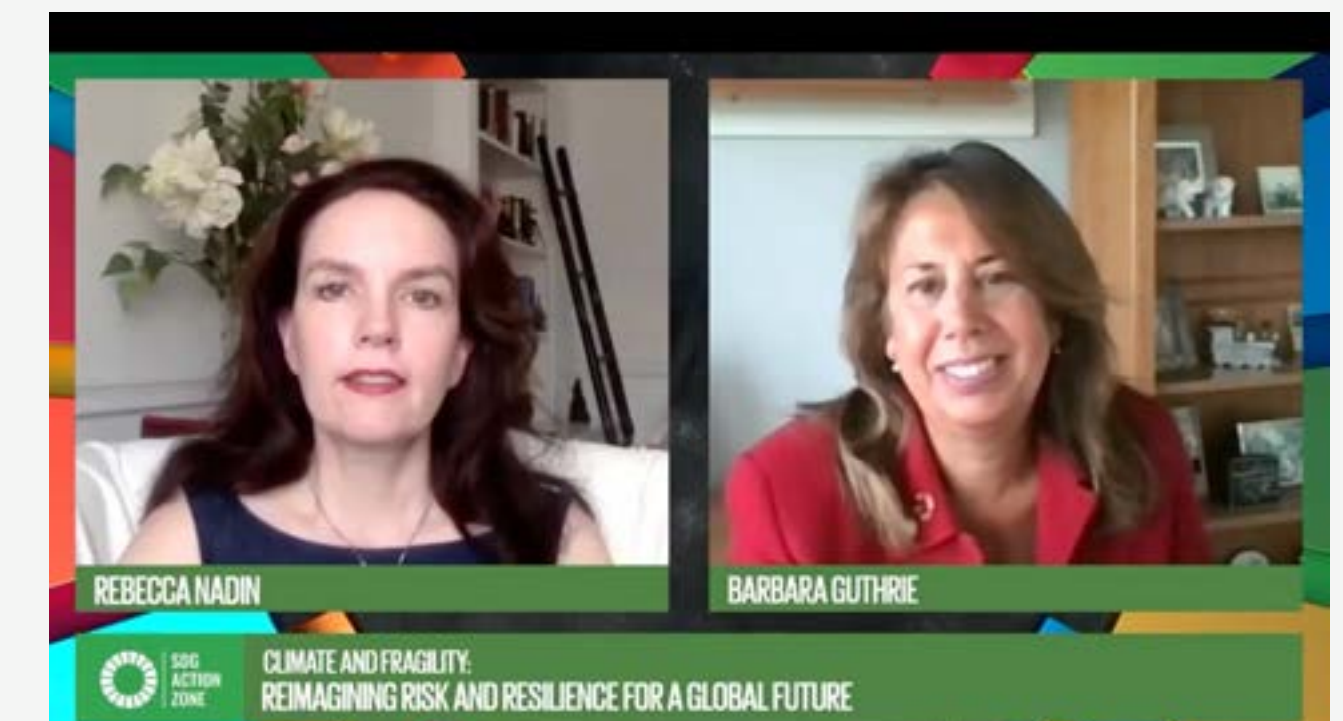 REBECCA NADIN
BARBARA GUTHRIE
SDG
ACTION
ZONE
CLIMATE AND FRAGILITY:
REIMAGINING RISK AND RESILIENCE FOR A GLOBAL FUTURE